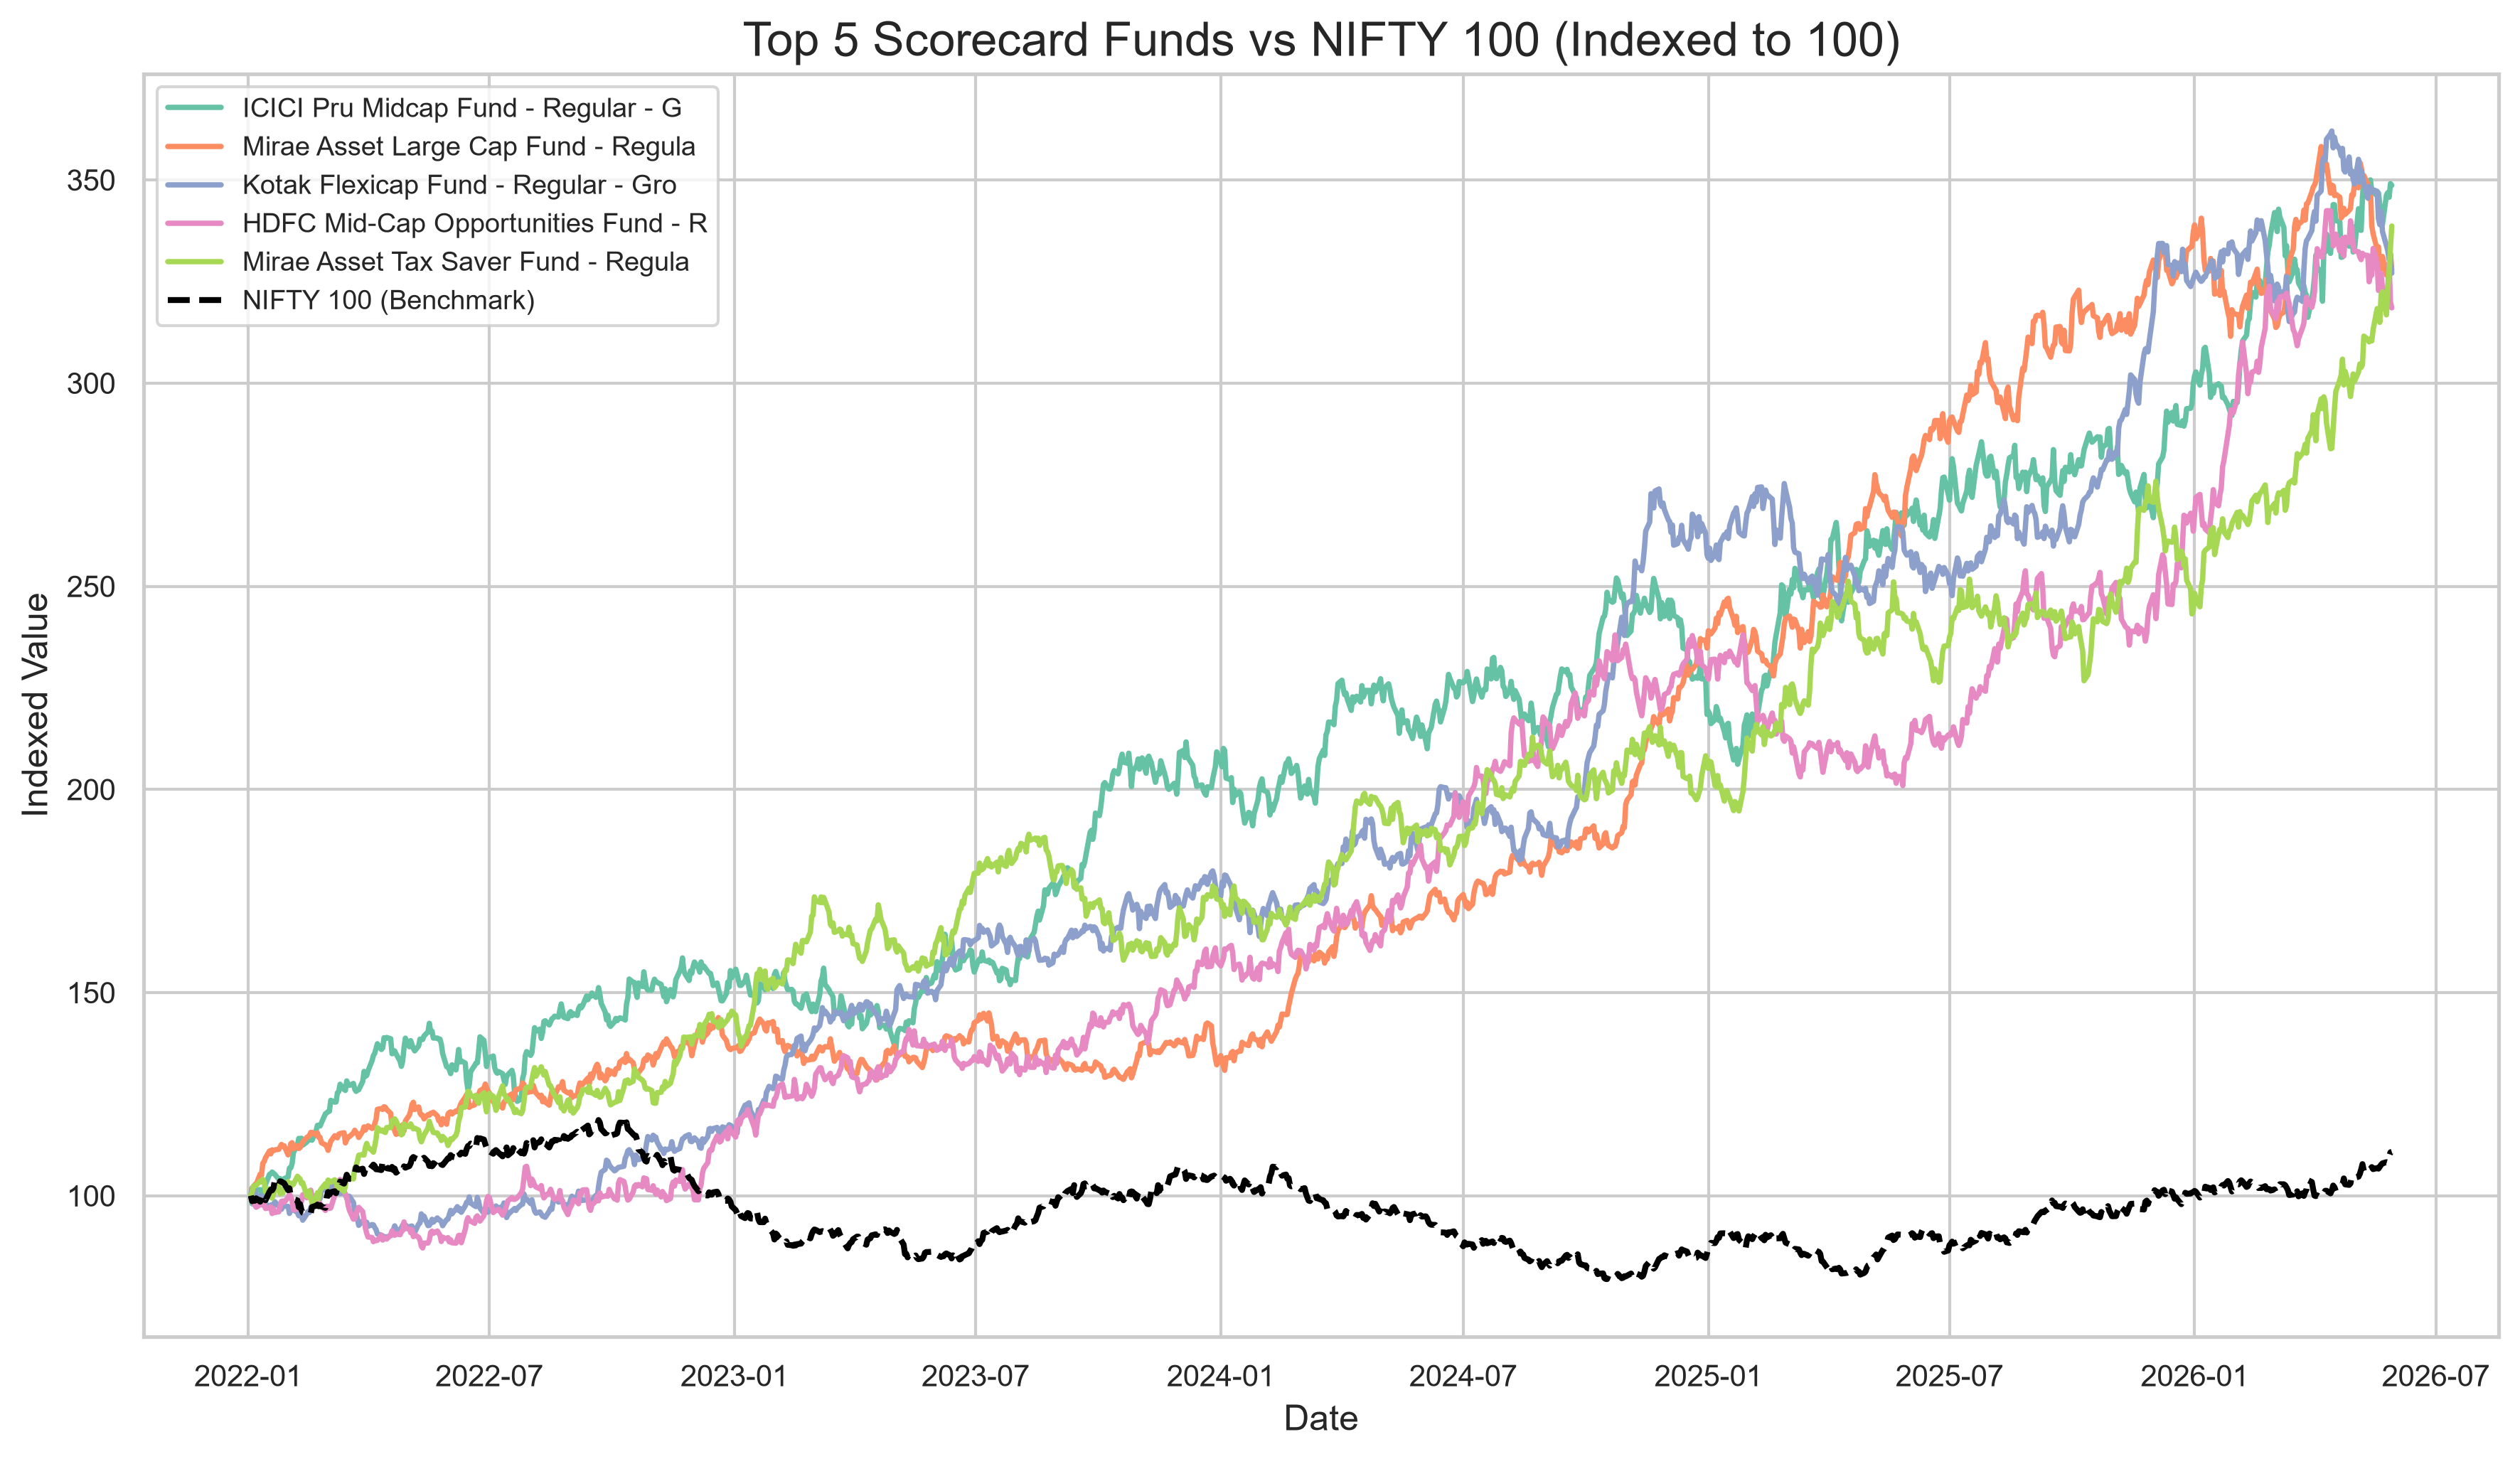 Top 5 Scorecard Funds vs NIFTY 100 (Indexed to 100)
ICICI Pru Midcap Fund - Regular - G
Mirae Asset Large Cap Fund - Regula
Kotak Flexicap Fund - Regular - Gro
HDFC Mid-Cap Opportunities Fund - R
Mirae Asset Tax Saver Fund - Regula
NIFTY 100 (Benchmark)
350
300
250
200
150
100
Indexed Value
2022-01
2022-07
2023-01
2023-07
2024-01
2024-07
2025-01
2025-07
2026-01
2026-07
Date